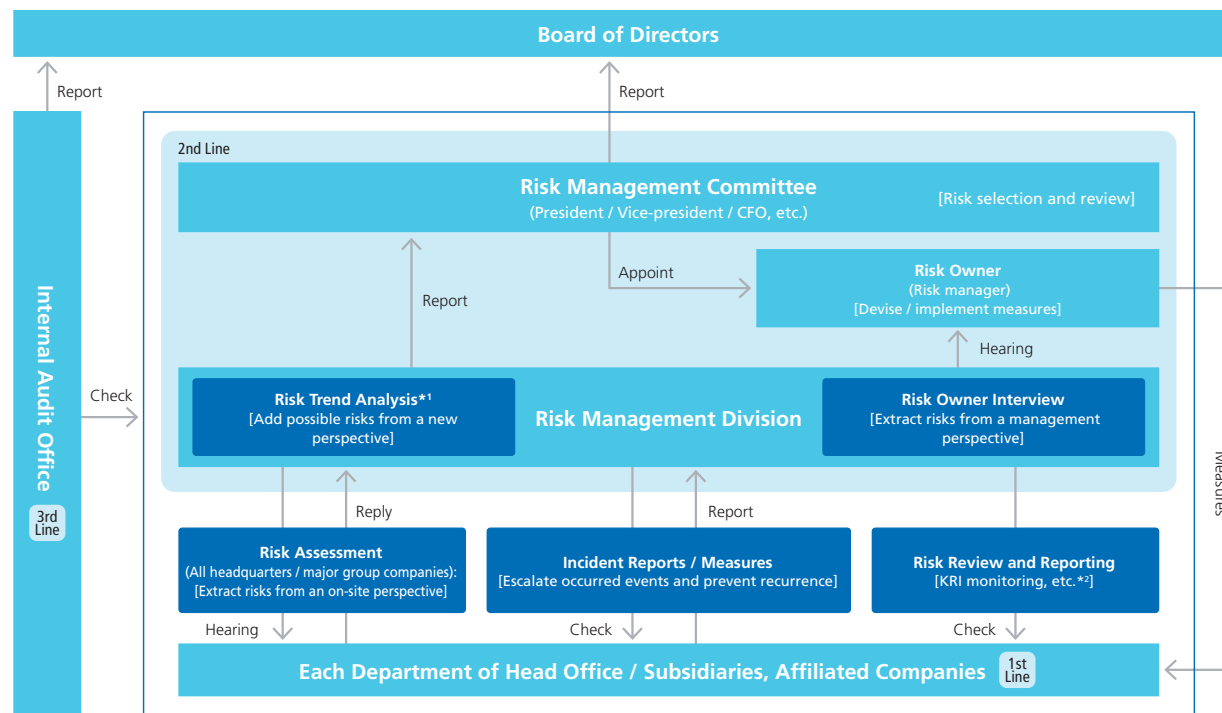 Board of Directors
Report
Report
2nd Line
Risk Management Committee
(President / Vice-president / CFO, etc.)
[Risk selection and review]
Appoint
Risk Owner
(Risk manager)
[Devise / implement measures]
Report
Hearing
Internal Audit Office
3rd
Line
Check
Risk Trend Analysis*1
[Add possible risks from a new
perspective]
Risk Management Division
Risk Owner Interview
[Extract risks from a management
perspective]
Measures
Reply
Report
Risk Assessment
(All headquarters / major group companies):
[Extract risks from an on-site perspective]
Incident Reports / Measures
[Escalate occurred events and prevent recurrence]
Risk Review and Reporting
[KRI monitoring, etc.*2]
Hearing
Check
Check
Each Department of Head Office / Subsidiaries, Affiliated Companies
1st
Line